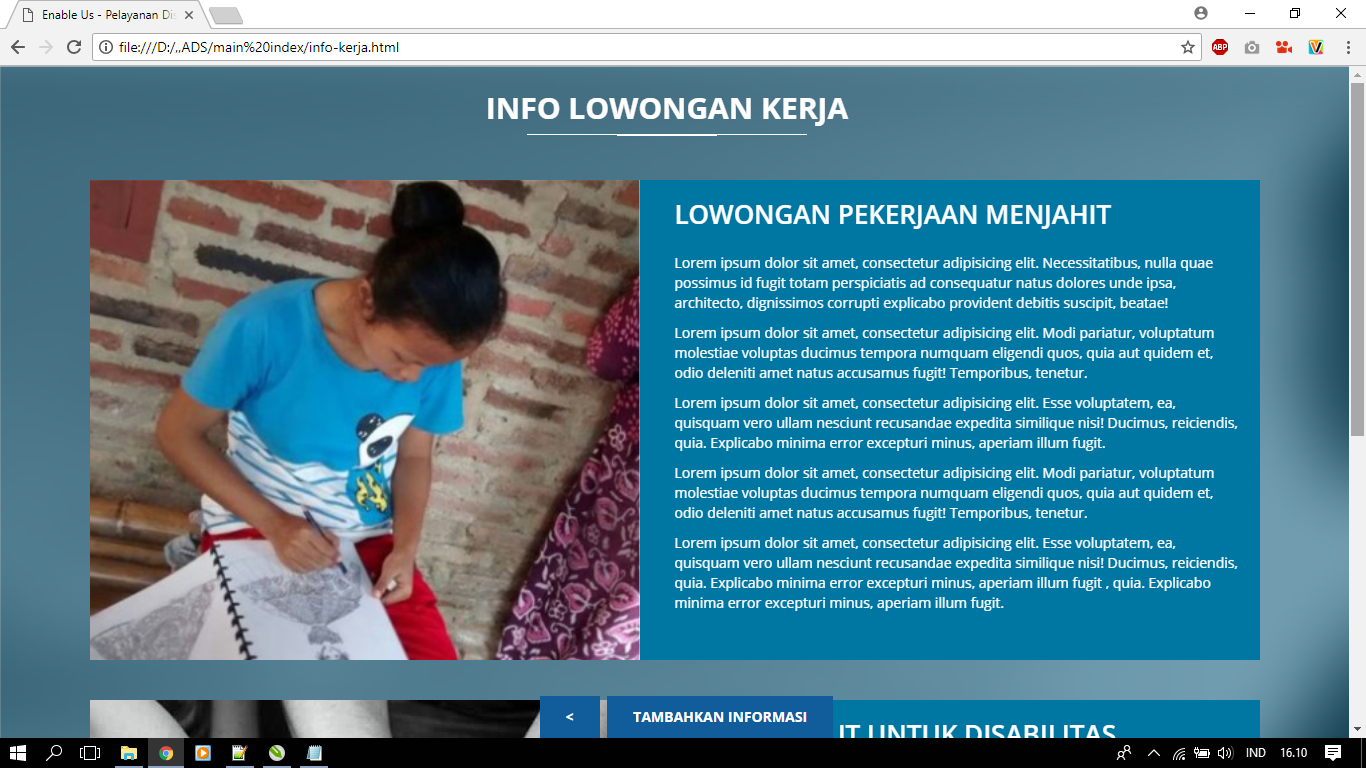 Enable Us - Pelayanan Dis
file:///D:/,,ADS/main%20index/info-kerja.html
ABP
INFO LOWONGAN KERJA
LOWONGAN PEKERJAAN MENJAHIT
Lorem ipsum dolor sit amet, consectetur adipisicing elit. Necessitatibus, nulla quae
possimus id fugit totam perspiciatis ad consequatur natus dolores unde ipsa,
architecto, dignissimos corrupti explicabo provident debitis suscipit, beatae!
Lorem ipsum dolor sit amet, consectetur adipisicing elit. Modi pariatur, voluptatum
molestiae voluptas ducimus tempora numquam eligendi quos, quia aut quidem et,
odio deleniti amet natus accusamus fugit! Temporibus, tenetur.
Lorem ipsum dolor sit amet, consectetur adipisicing elit. Esse voluptatem, ea,
quisquam vero ullam nesciunt recusandae expedita similique nisi! Ducimus, reiciendis,
quia. Explicabo minima error excepturi minus, aperiam illum fugit.
Lorem ipsum dolor sit amet, consectetur adipisicing elit. Modi pariatur, voluptatum
molestiae voluptas ducimus tempora numquam eligendi quos, quia aut quidem et,
odio deleniti amet natus accusamus fugit! Temporibus, tenetur.
Lorem ipsum dolor sit amet, consectetur adipisicing elit. Esse voluptatem, ea,
quisquam vero ullam nesciunt recusandae expedita similique nisi! Ducimus, reiciendis,
quia. Explicabo minima error excepturi minus, aperiam illum fugit , quia. Explicabo
minima error excepturi minus, aperiam illum fugit.
< TAMBAHKAN INFORMASI
IT UNTUK DISABILITAS
IND 16.10